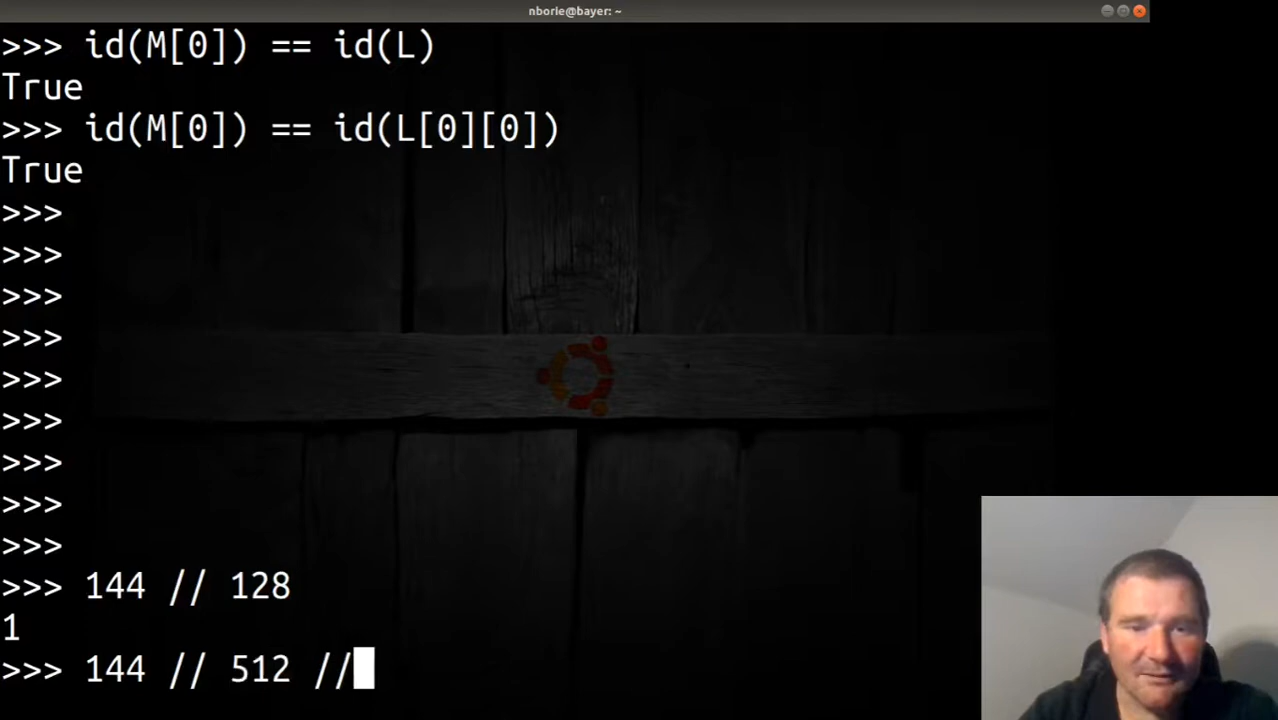 nborie@bayer: ~
>>> id(M[0]) == id(L)
True
>>> id(M[0]) == id(L[0][0])
True
>>>
>>>
>>>
>>>
>>>
>>>
>>>
>>>
>>>
>>> 144 // 128
1
>>> 144 // 512 //